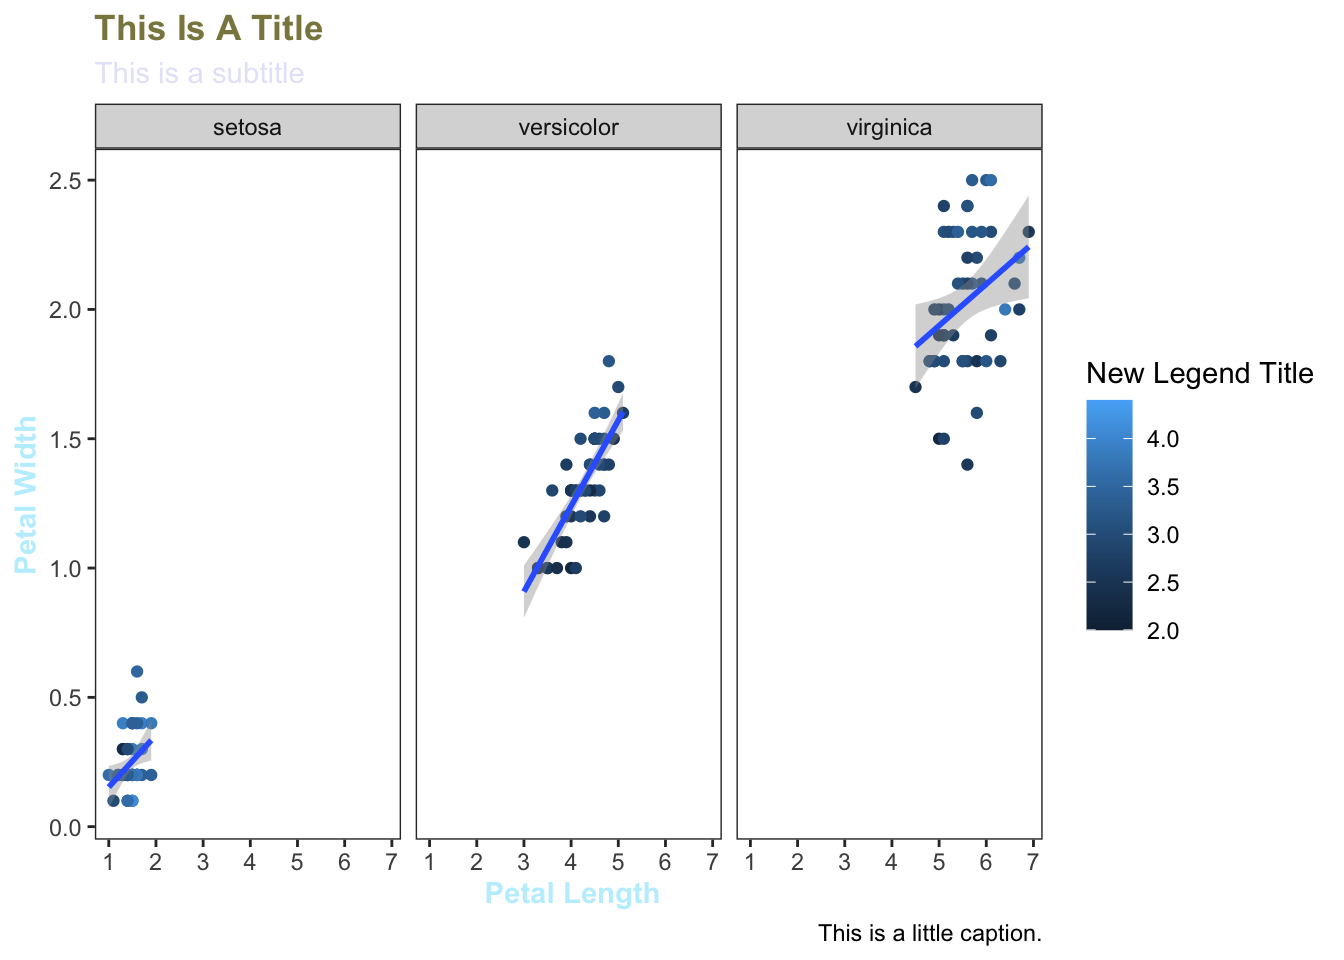 This Is A Title
This is a subtitle
setosa versicolor virginica
2.5
2.0
1.5
1.0
0.5
0.0
Petal Width
1 2 3 4 5 6 7 1 2 3 4 5 6 7 1 2 3 4 5 6 7
Petal Length
New Legend Title
4.0
3.5
3.0
2.5
2.0
This is a little caption.